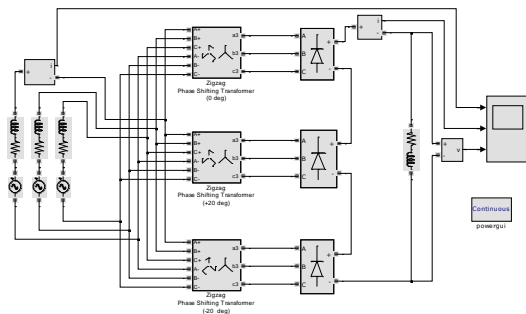 A+
B+
C+
A-
B-
C-
a3
b3
c3
Zigzag
Phase Shifting Transformer
(0 deg)
A
B
C
+
-
+
i
-
+
i
-
A+
B+
C+
A-
B-
C-
a3
b3
c3
Zigzag
Phase Shifting Transformer
(+20 deg)
A
B
C
+
-
+
-
v
Continuous
powergui
A+
B+
C+
A-
B-
C-
a3
b3
c3
Zigzag
Phase Shifting Transformer
(-20 deg)
A
B
C
+
-